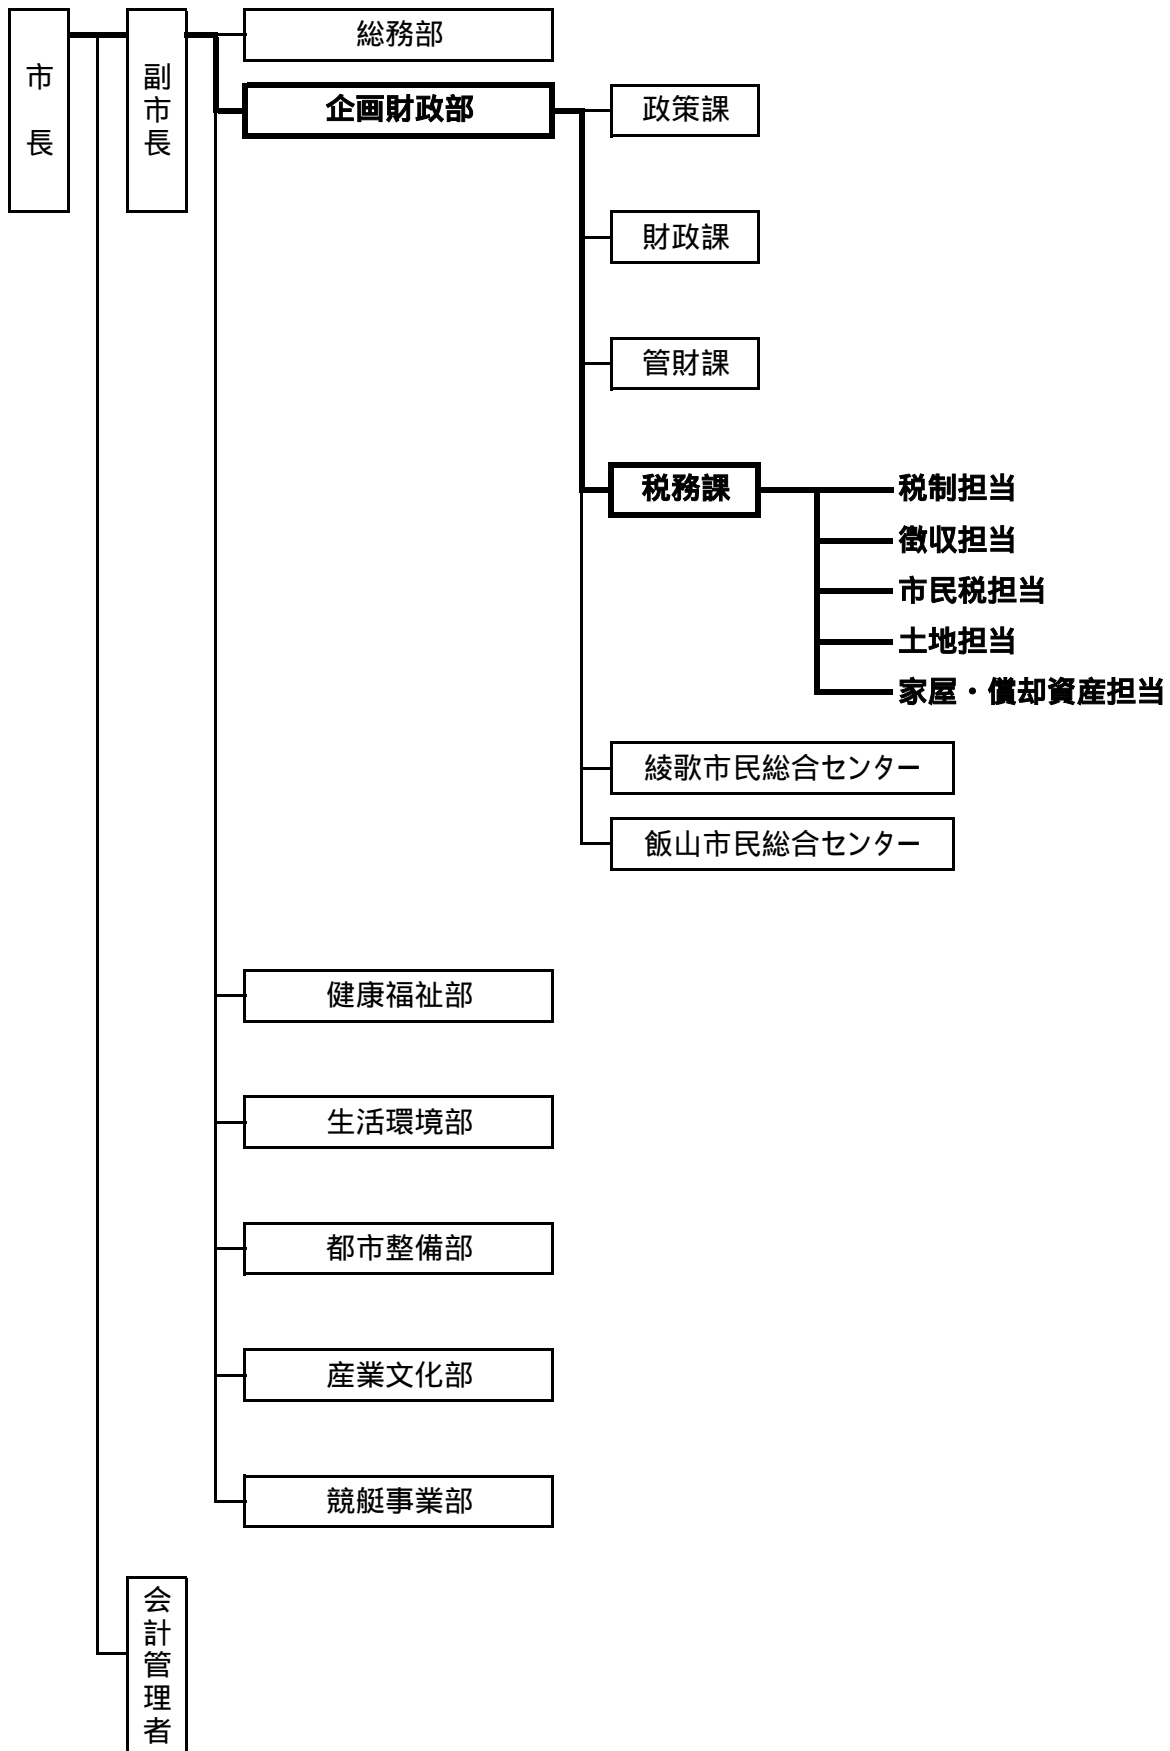 市長
副市長
総務部
企画財政部
政策課
財政課
管財課
税務課
税制担当
徴収担当
市民税担当
土地担当
家屋・償却資産担当
綾歌市民総合センター
飯山市民総合センター
健康福祉部
生活環境部
都市整備部
産業文化部
競艇事業部
会計管理者